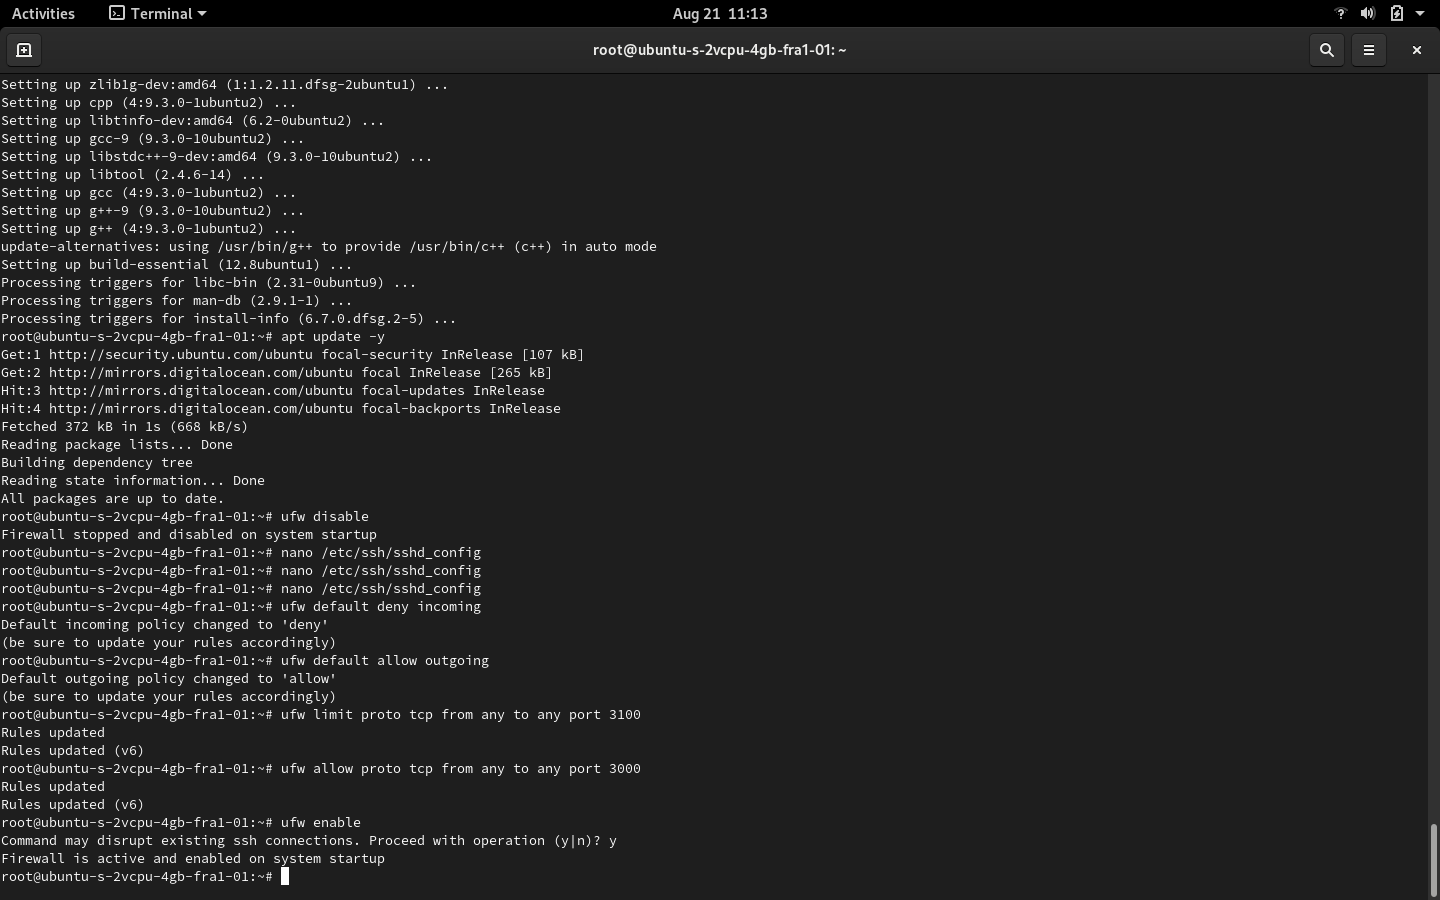 Activities Terminal Aug 21 11:13
root@ubuntu-s-2vcpu-4gb-fra1-01: ~
Setting up zlib1g-dev:amd64 (1:1.2.11.dfsg-2ubuntu1) ...
Setting up cpp (4:9.3.0-1ubuntu2) ...
Setting up libtinfo-dev:amd64 (6.2-0ubuntu2) ...
Setting up gcc-9 (9.3.0-10ubuntu2) ...
Setting up libstdc++-9-dev:amd64 (9.3.0-10ubuntu2) ...
Setting up libtool (2.4.6-14) ...
Setting up gcc (4:9.3.0-1ubuntu2) ...
Setting up g++-9 (9.3.0-10ubuntu2) ...
Setting up g++ (4:9.3.0-1ubuntu2) ...
update-alternatives: using /usr/bin/g++ to provide /usr/bin/c++ (c++) in auto mode
Setting up build-essential (12.8ubuntu1) ...
Processing triggers for libc-bin (2.31-0ubuntu9) ...
Processing triggers for man-db (2.9.1-1) ...
Processing triggers for install-info (6.7.0.dfsg.2-5) ...
root@ubuntu-s-2vcpu-4gb-fra1-01:~# apt update -y
Get:1 http://security.ubuntu.com/ubuntu focal-security InRelease [107 kB]
Get:2 http://mirrors.digitalocean.com/ubuntu focal InRelease [265 kB]
Hit:3 http://mirrors.digitalocean.com/ubuntu focal-updates InRelease
Hit:4 http://mirrors.digitalocean.com/ubuntu focal-backports InRelease
Fetched 372 kB in 1s (668 kB/s)
Reading package lists... Done
Building dependency tree
Reading state information... Done
All packages are up to date.
root@ubuntu-s-2vcpu-4gb-fra1-01:~# ufw disable
Firewall stopped and disabled on system startup
root@ubuntu-s-2vcpu-4gb-fra1-01:~# nano /etc/ssh/sshd_config
root@ubuntu-s-2vcpu-4gb-fra1-01:~# nano /etc/ssh/sshd_config
root@ubuntu-s-2vcpu-4gb-fra1-01:~# nano /etc/ssh/sshd_config
root@ubuntu-s-2vcpu-4gb-fra1-01:~# ufw default deny incoming
Default incoming policy changed to 'deny'
(be sure to update your rules accordingly)
root@ubuntu-s-2vcpu-4gb-fra1-01:~# ufw default allow outgoing
Default outgoing policy changed to 'allow'
(be sure to update your rules accordingly)
root@ubuntu-s-2vcpu-4gb-fra1-01:~# ufw limit proto tcp from any to any port 3100
Rules updated
Rules updated (v6)
root@ubuntu-s-2vcpu-4gb-fra1-01:~# ufw allow proto tcp from any to any port 3000
Rules updated
Rules updated (v6)
root@ubuntu-s-2vcpu-4gb-fra1-01:~# ufw enable
Command may disrupt existing ssh connections. Proceed with operation (y|n)? y
Firewall is active and enabled on system startup
root@ubuntu-s-2vcpu-4gb-fra1-01:~#